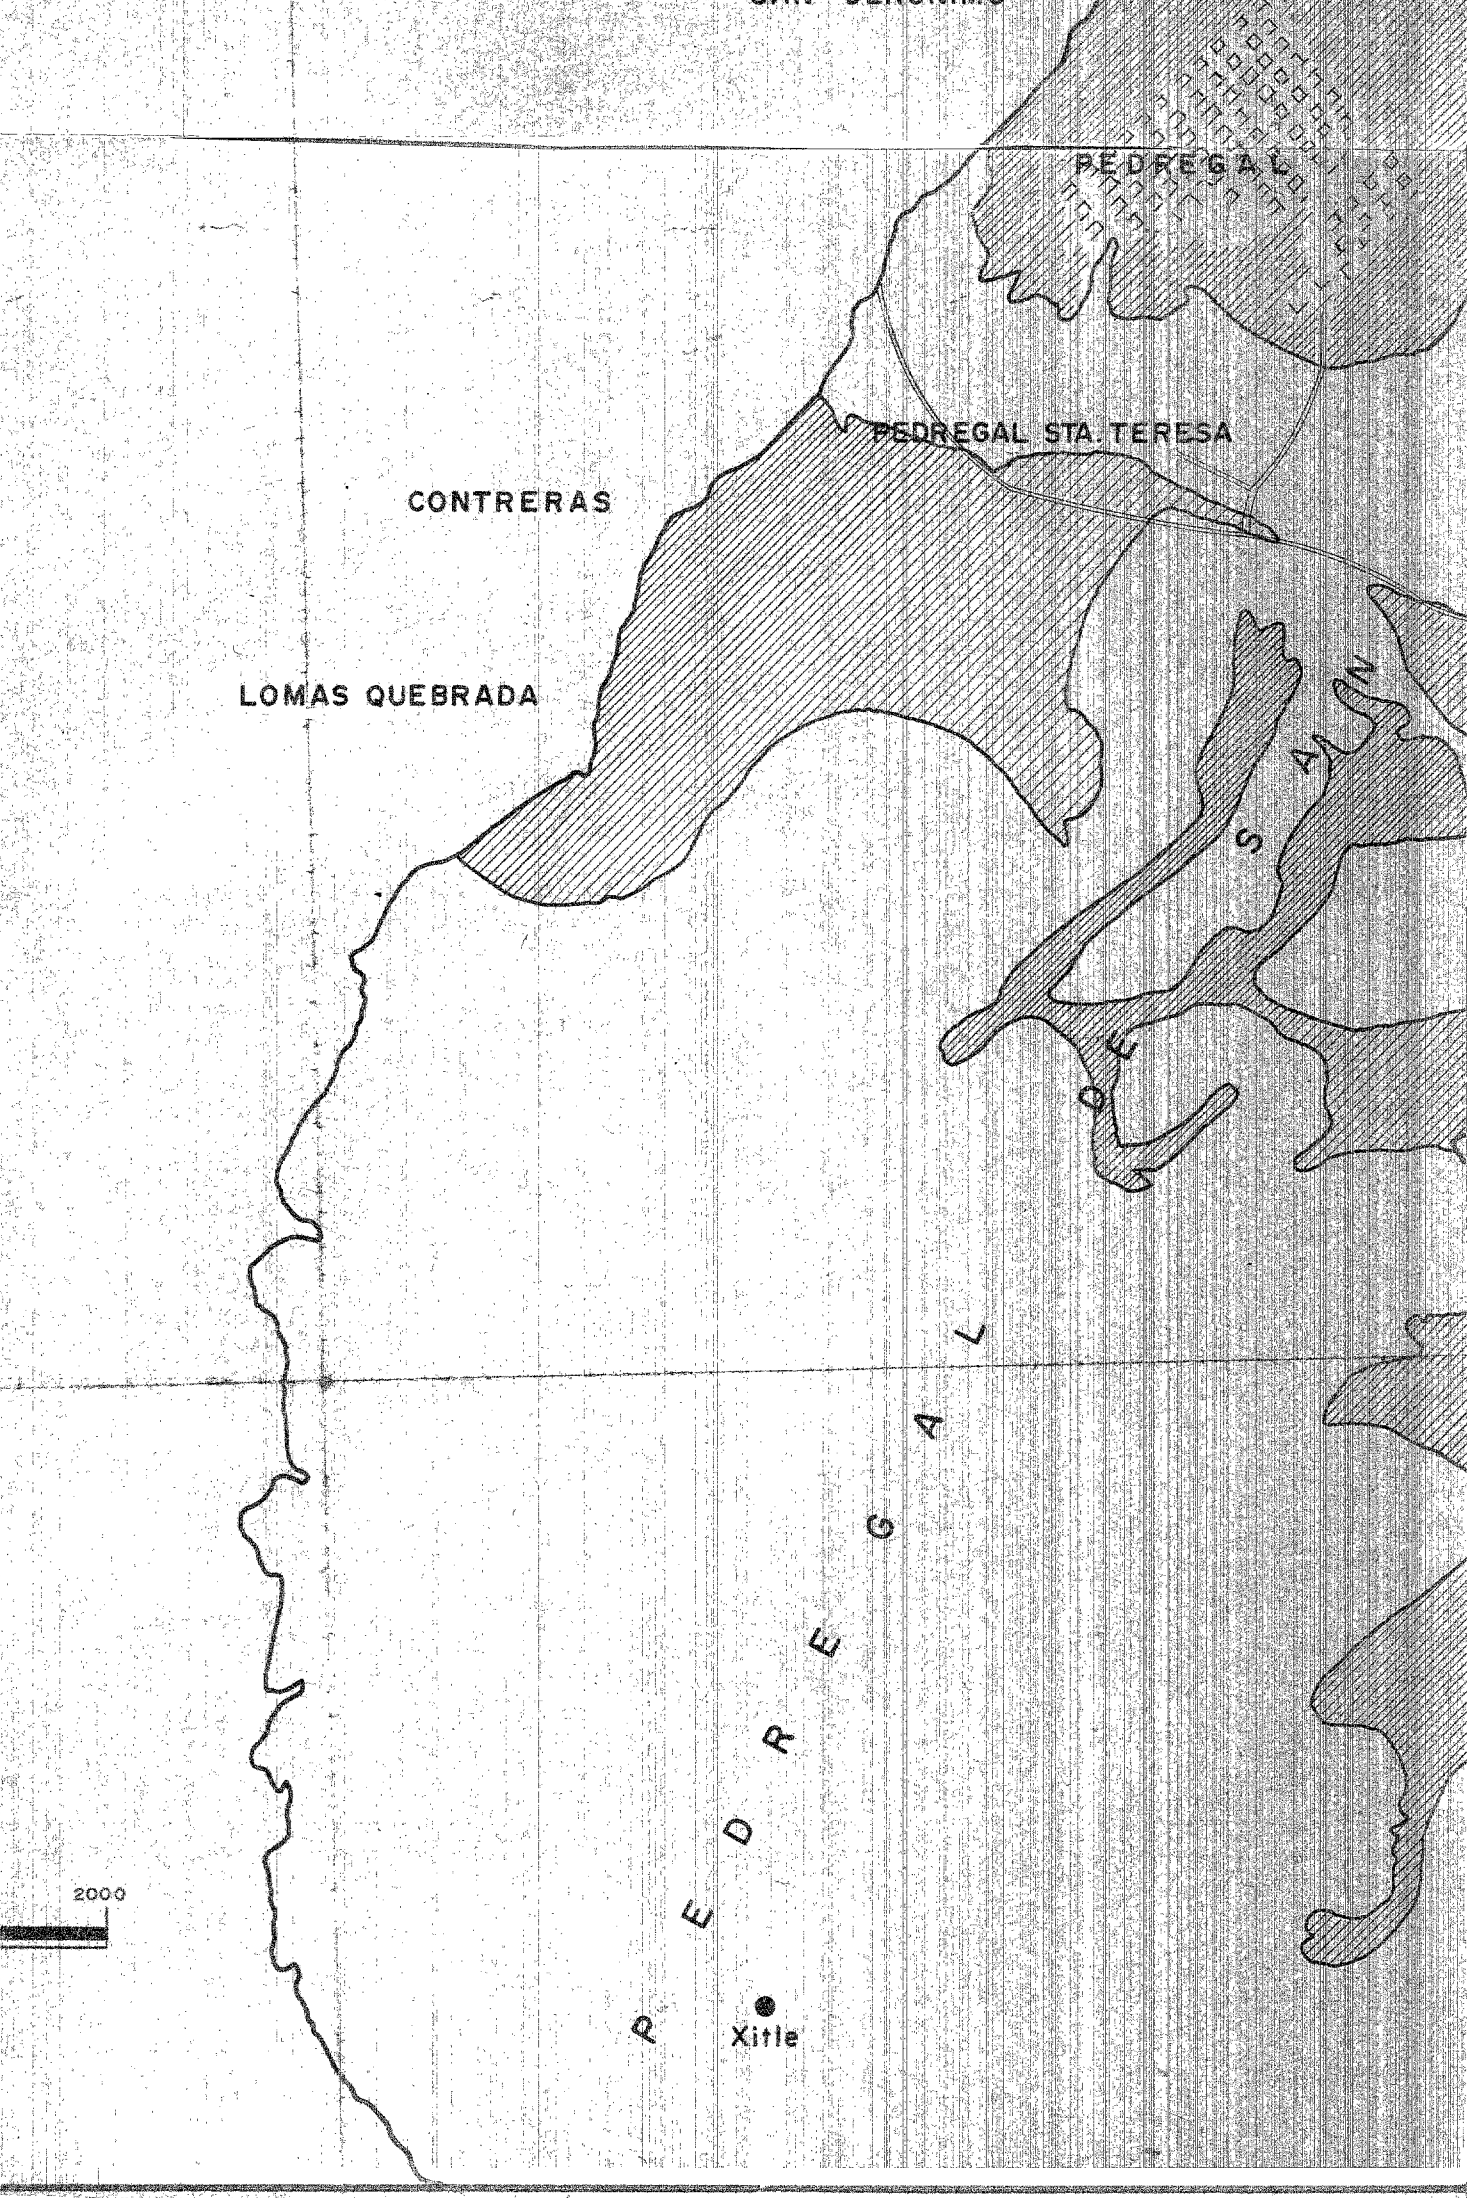 PEDREGAL
PEDREGAL STA. TERESA
CONTRERAS
LOMAS QUEBRADA
PEDREGAL DE SAN
2000
Xitle